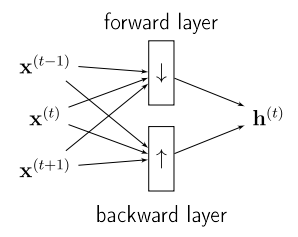 forward layer
x^(t−1)
↓
x^(t)
h^(t)
x^(t+1)
↑
backward layer